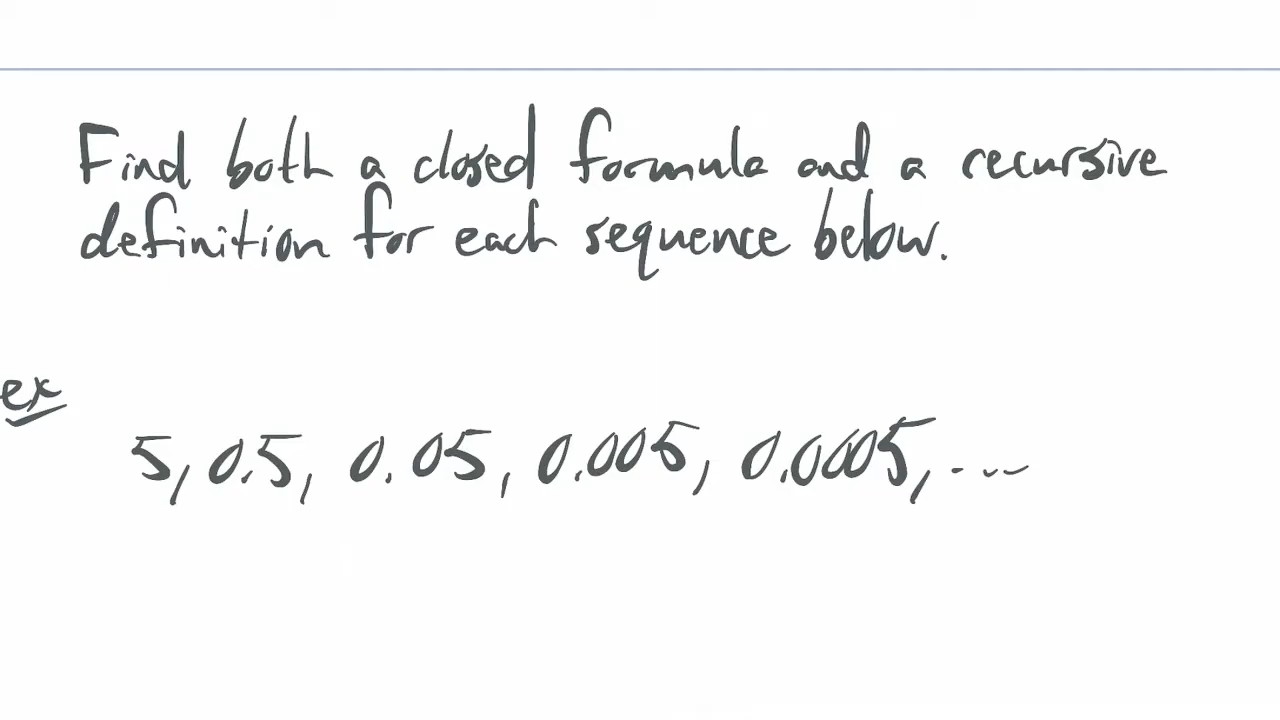 Find both a closed formula and a recursive
definition for each sequence below.
ex
5, 0.5, 0.05, 0.005, 0.0005, ...